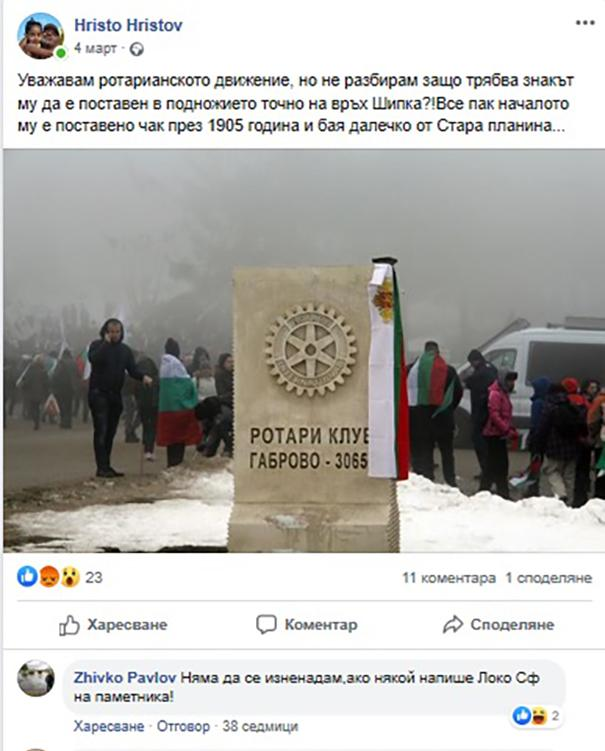 Hristo Hristov
4 март ·
Уважавам ротарианското движение, но не разбирам защо трябва знакът
му да е поставен в подножието точно на връх Шипка?!Все пак началото
му е поставено чак през 1905 година и бая далечко от Стара планина...
РОТАРИ КЛУБ
ГАБРОВО - 3065
23
11 коментара 1 споделяне
Харесване
Коментар
Споделяне
Zhivko Pavlov Няма да се изненадам,ако някой напише Локо Сф
на паметника!
2
Харесване · Отговор · 38 седмици